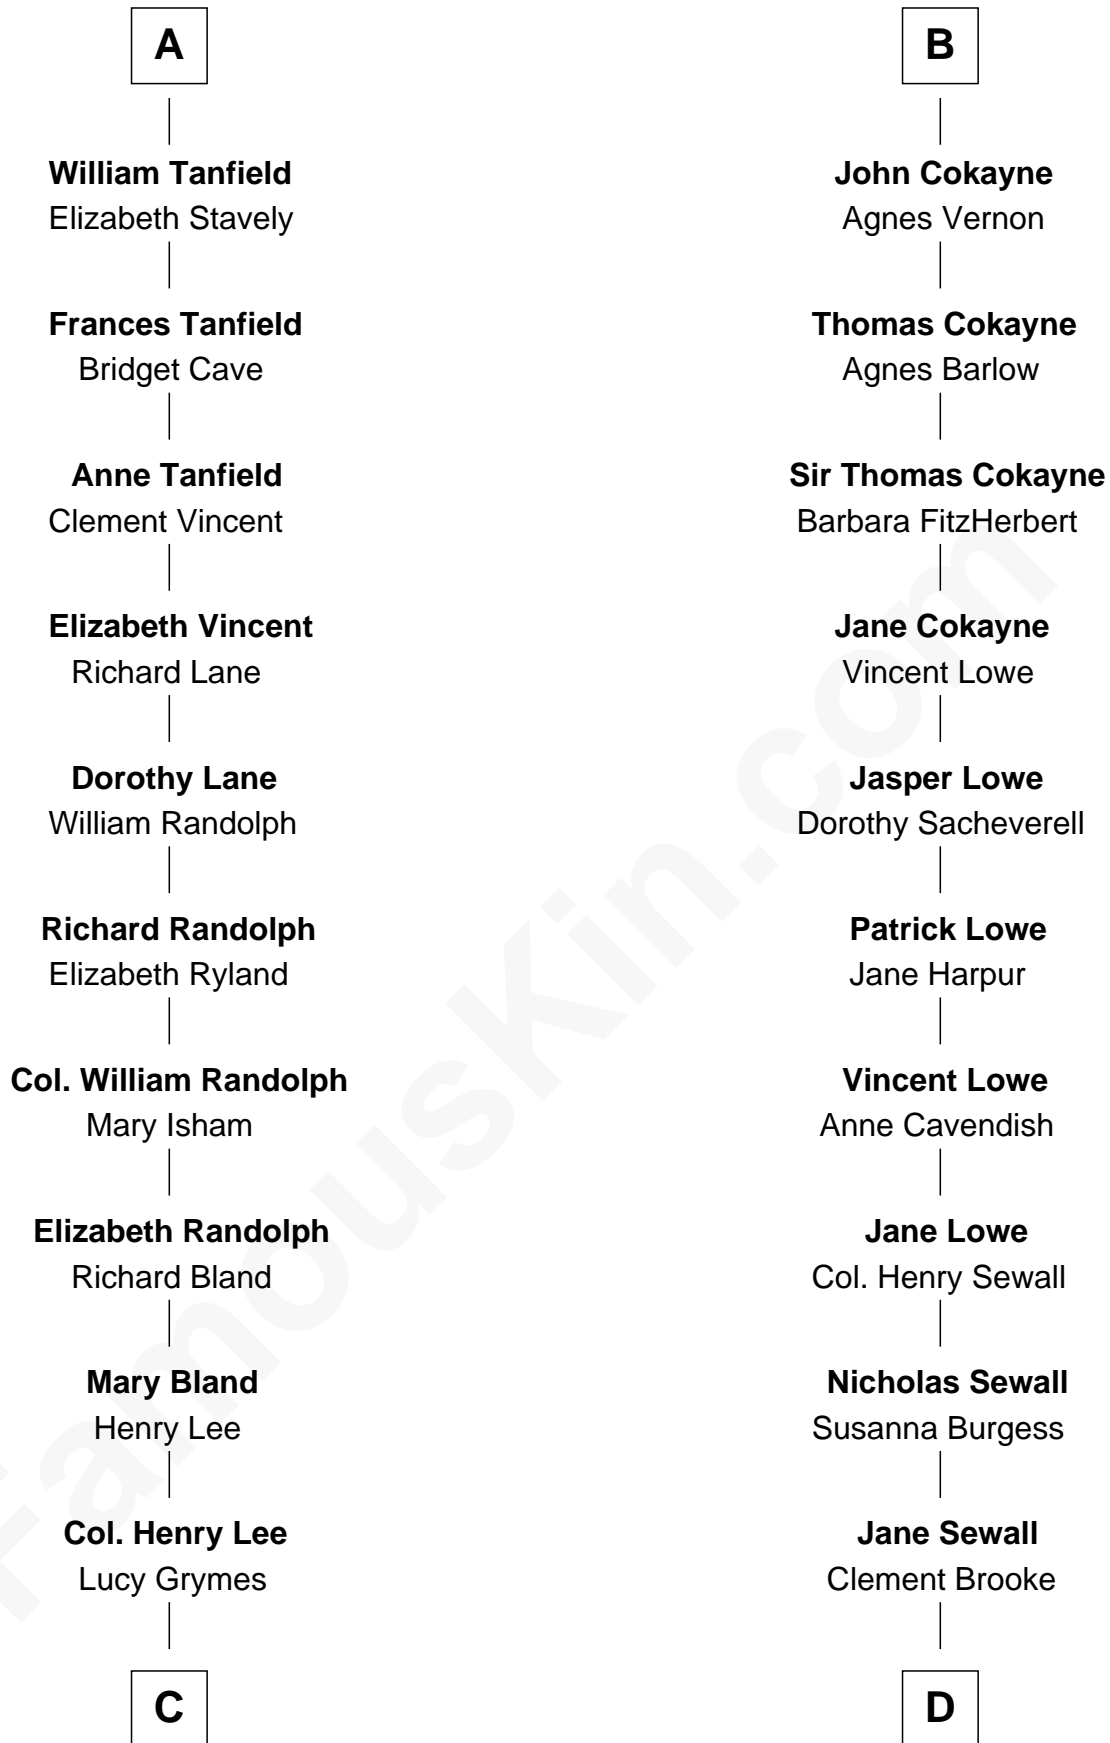 A
William Tanfield
Elizabeth Stavely
Frances Tanfield
Bridget Cave
Anne Tanfield
Clement Vincent
Elizabeth Vincent
Richard Lane
Dorothy Lane
William Randolph
Richard Randolph
Elizabeth Ryland
Col. William Randolph
Mary Isham
Elizabeth Randolph
Richard Bland
Mary Bland
Henry Lee
Col. Henry Lee
Lucy Grymes
C
B
John Cokayne
Agnes Vernon
Thomas Cokayne
Agnes Barlow
Sir Thomas Cokayne
Barbara FitzHerbert
Jane Cokayne
Vincent Lowe
Jasper Lowe
Dorothy Sacheverell
Patrick Lowe
Jane Harpur
Vincent Lowe
Anne Cavendish
Jane Lowe
Col. Henry Sewall
Nicholas Sewall
Susanna Burgess
Jane Sewall
Clement Brooke
D
FamousKin.com